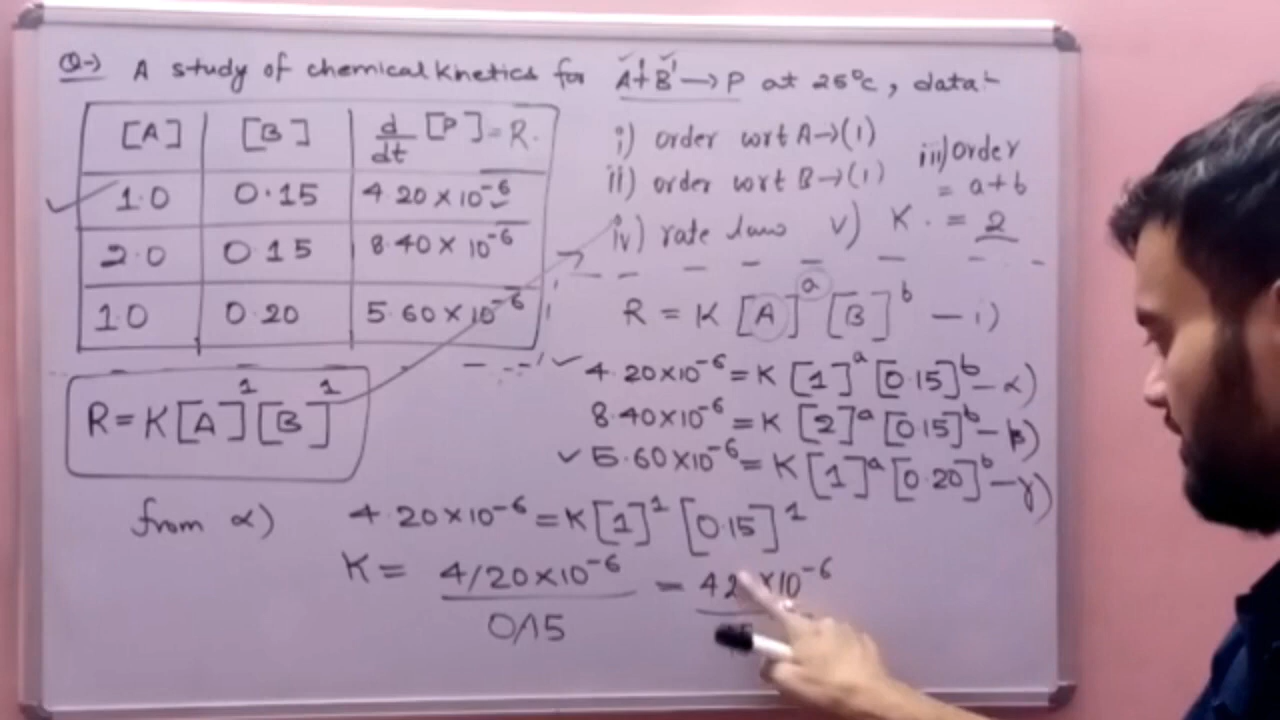 Q→) A study of chemical kinetics for A+B → P at 25°C, data:-
[A] [B] d/dt [P] = R.
1.0 0.15 4.20 × 10⁻⁶
2.0 0.15 8.40 × 10⁻⁶
1.0 0.20 5.60 × 10⁻⁶
i) order wrt A→(1)
ii) order wrt B→(1)
iii) order = a+b
iv) rate law v) K. = 2
R = K [A]ᵃ [B]ᵇ — i)
4.20×10⁻⁶ = K [1]ᵃ [0.15]ᵇ — α)
8.40×10⁻⁶ = K [2]ᵃ [0.15]ᵇ — β)
5.60×10⁻⁶ = K [1]ᵃ [0.20]ᵇ — γ)
R = K[A]¹[B]¹
from α) 4.20×10⁻⁶ = K[1]¹ [0.15]¹
K = 4/20×10⁻⁶ = 42 ×10⁻⁶
0/15